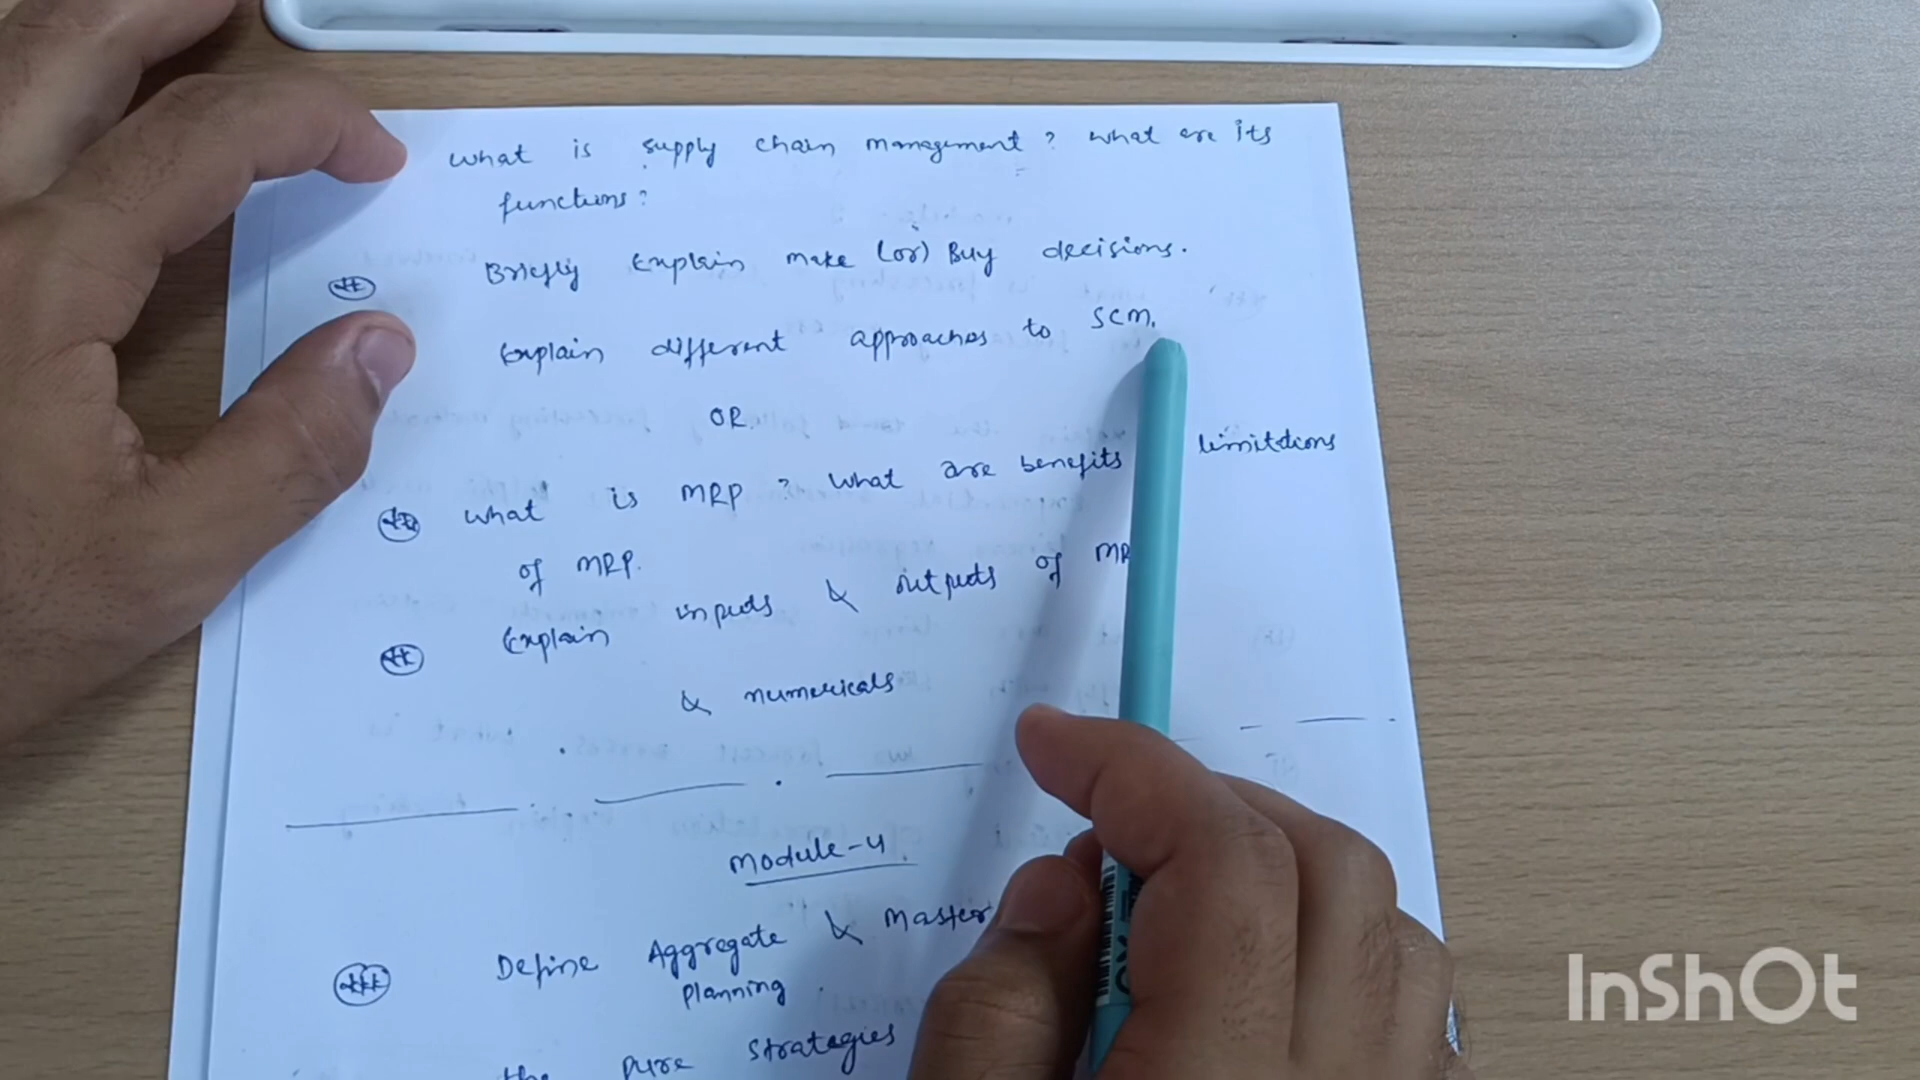 What is supply chain management? What are its
functions?
Briefly Explain make (or) Buy decisions.
Explain different approaches to SCM.
OR
What is MRP? What are benefits limitations
of MRP.
Explain inputs & outputs of MR
& numericals
Module-4
Define Aggregate & Master
planning.
the pure strategies
InShOt